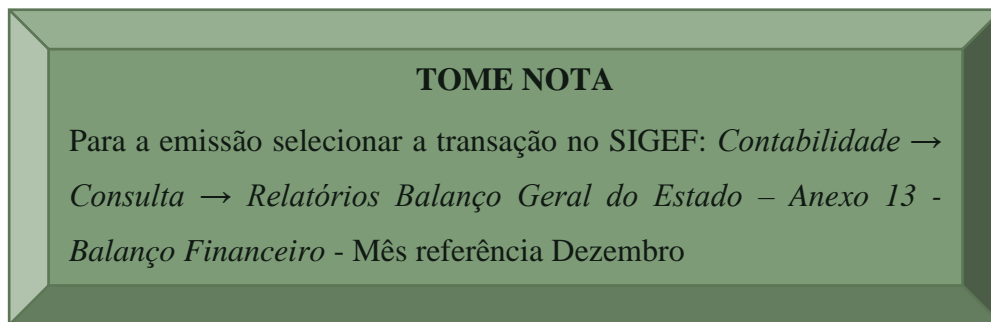 TOME NOTA
Para a emissão selecionar a transação no SIGEF: Contabilidade →
Consulta → Relatórios Balanço Geral do Estado – Anexo 13 -
Balanço Financeiro - Mês referência Dezembro